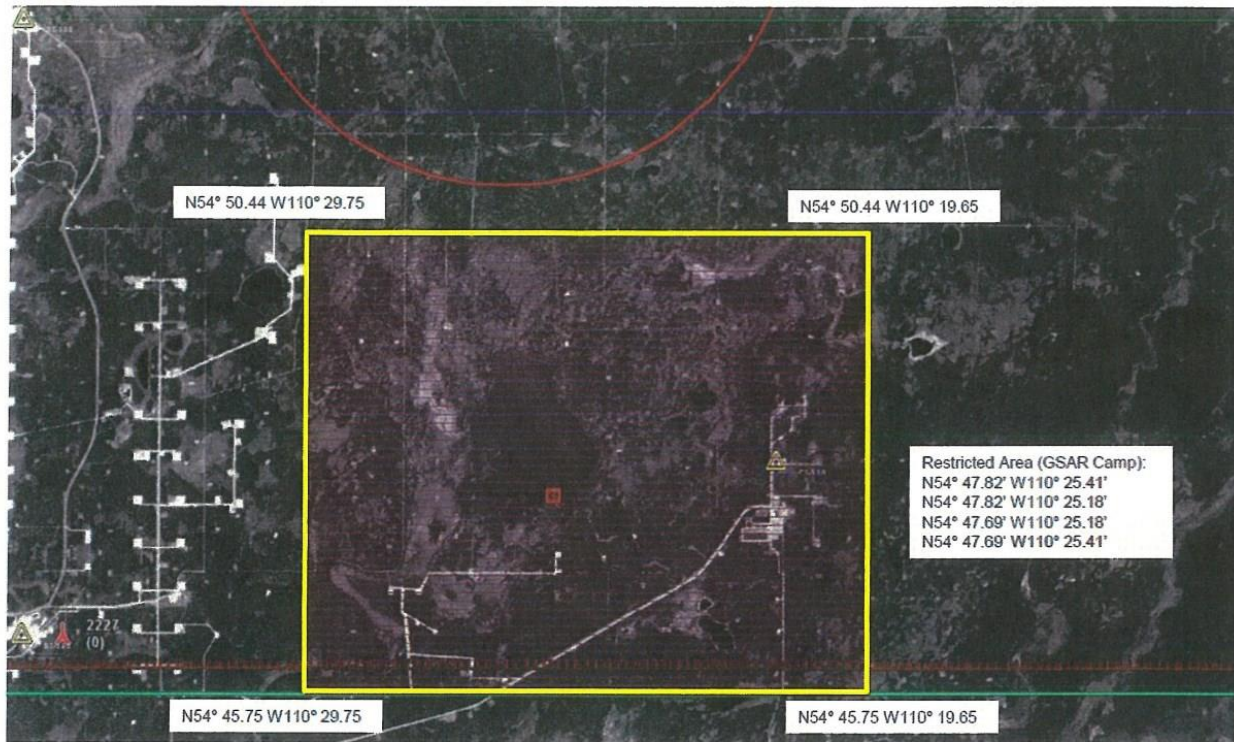 N54° 50.44 W110° 29.75
N54° 50.44 W110° 19.65
Restricted Area (GSAR Camp):
N54° 47.82' W110° 25.41'
N54° 47.82' W110° 25.18'
N54° 47.69' W110° 25.18'
N54° 47.69' W110° 25.41'
2227
(0)
N54° 45.75 W110° 29.75
N54° 45.75 W110° 19.65